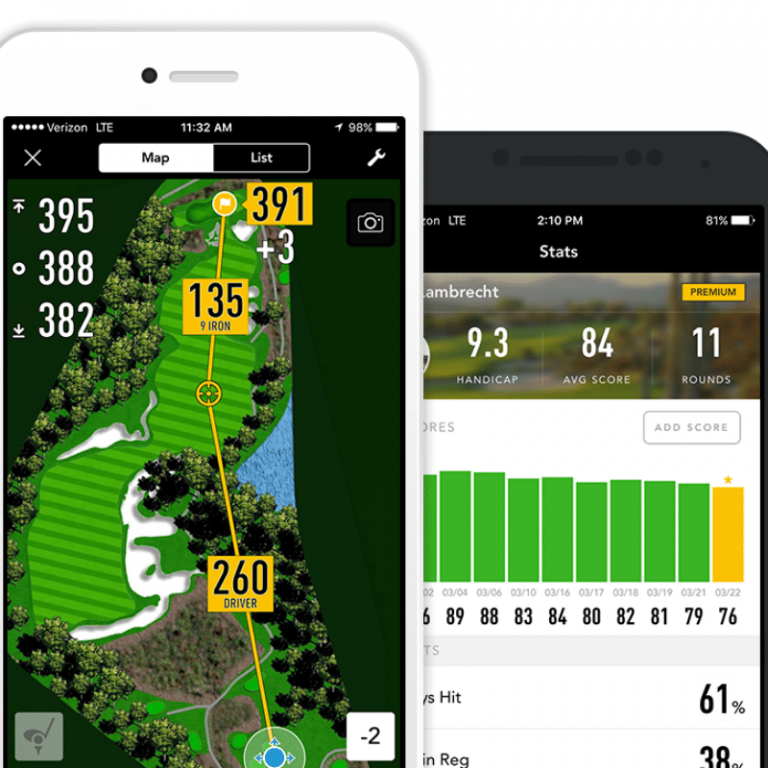 Verizon LTE 11:32 AM 98%
Map List
395
388
382
391
+3
135
9 IRON
260
DRIVER
-2
LTE 2:10 PM 81%
Stats
Lambrecht PREMIUM
9.3 84 11
HANDICAP AVG SCORE ROUNDS
ORES ADD SCORE
02 03/04 03/06 03/10 03/16 03/17 03/18 03/19 03/21 03/22
6 89 88 83 84 80 82 81 79 76
TS
ys Hit 61%
in Reg 38%